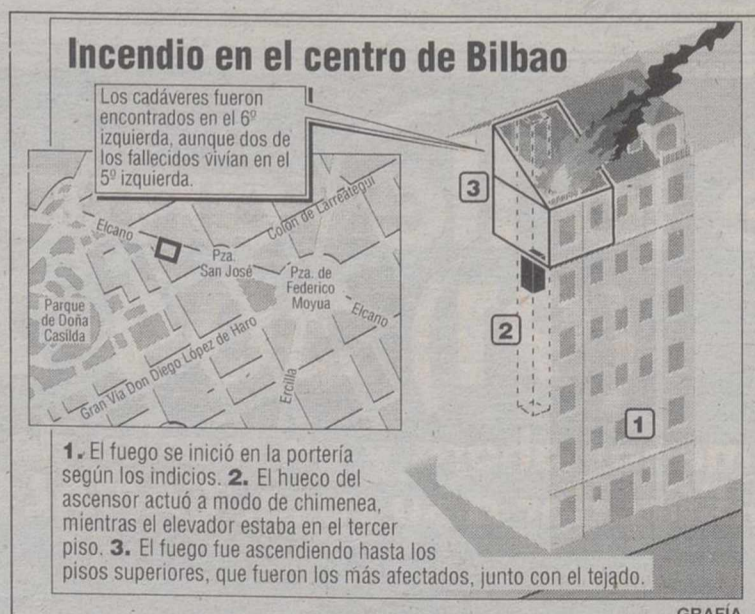 Incendio en el centro de Bilbao
Los cadáveres fueron
encontrados en el 6º
izquierda, aunque dos de
los fallecidos vivían en el
5º izquierda.
Elcano
Colón de Larreategui
Pza.
San José
Pza. de
Federico
Moyua
Elcano
Parque
de Doña
Casilda
Gran Via Don Diego López de Haro
Ercilla
3
2
1
1. El fuego se inició en la portería
según los indicios. 2. El hueco del
ascensor actuó a modo de chimenea,
mientras el elevador estaba en el tercer
piso. 3. El fuego fue ascendiendo hasta los
pisos superiores, que fueron los más afectados, junto con el tejado.
GRAFÍA